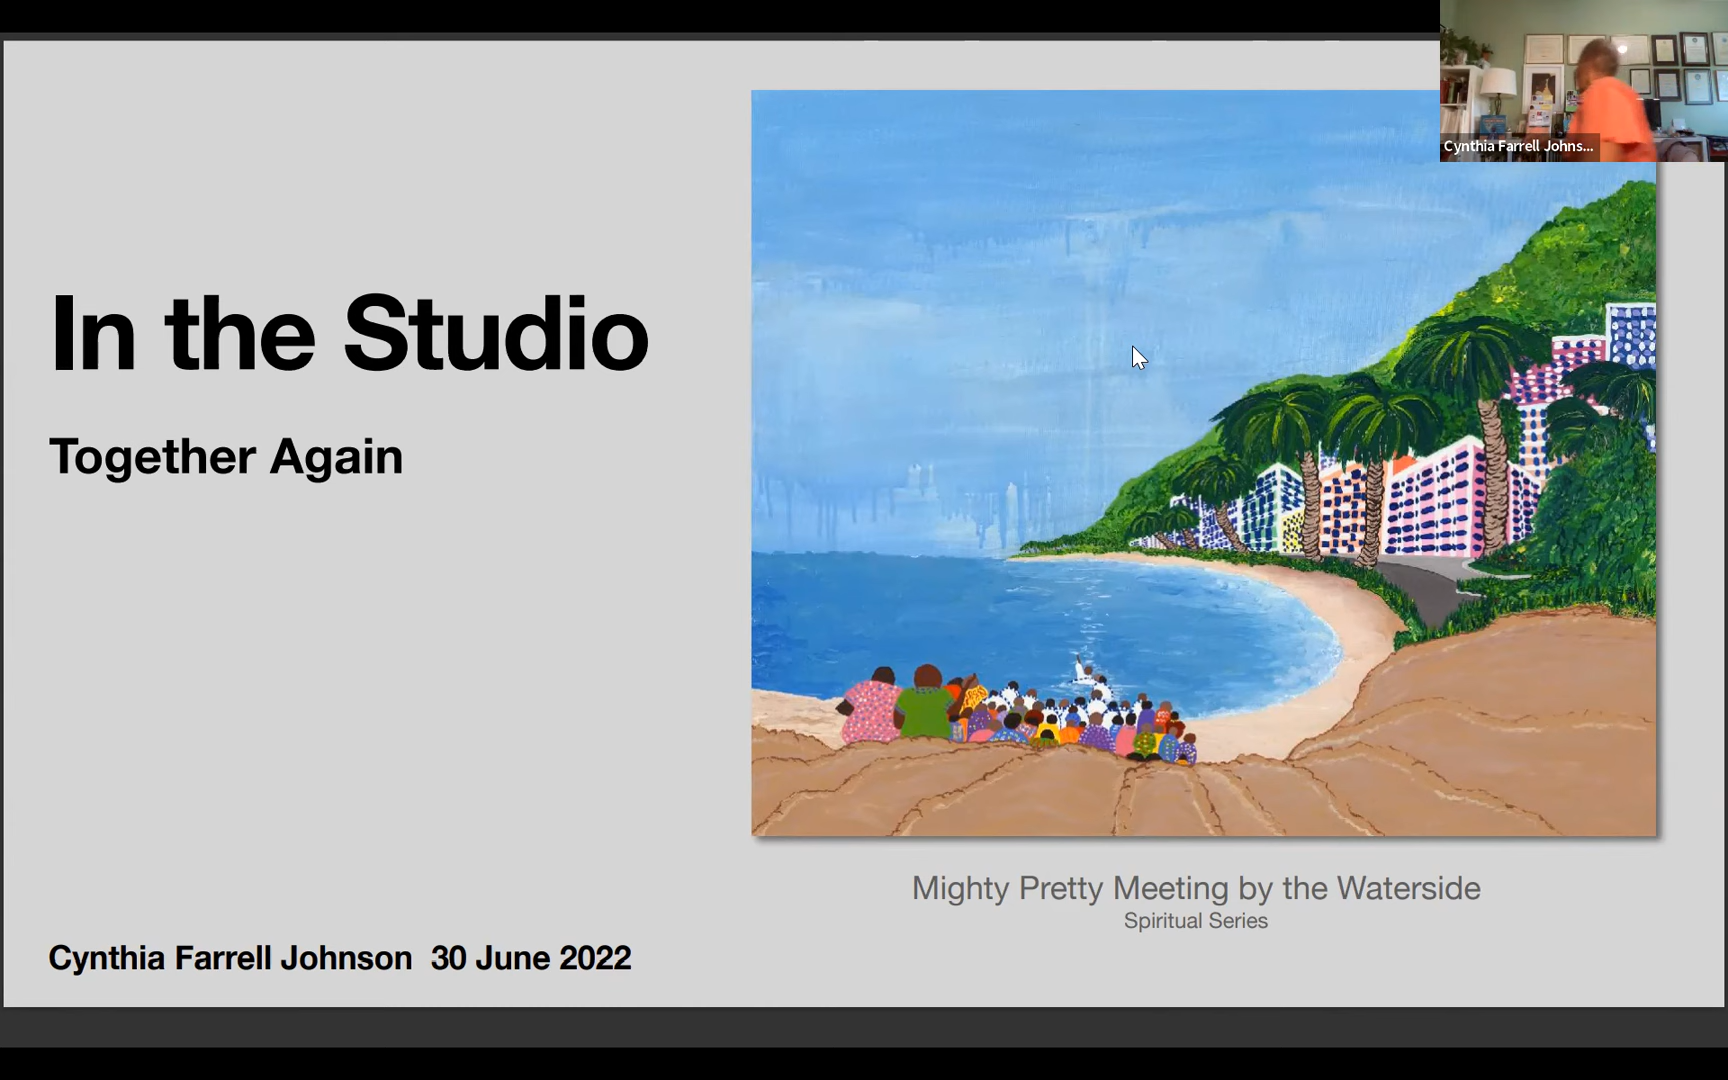 Cynthia Farrell Johns...
In the Studio
Together Again
Mighty Pretty Meeting by the Waterside
Spiritual Series
Cynthia Farrell Johnson  30 June 2022